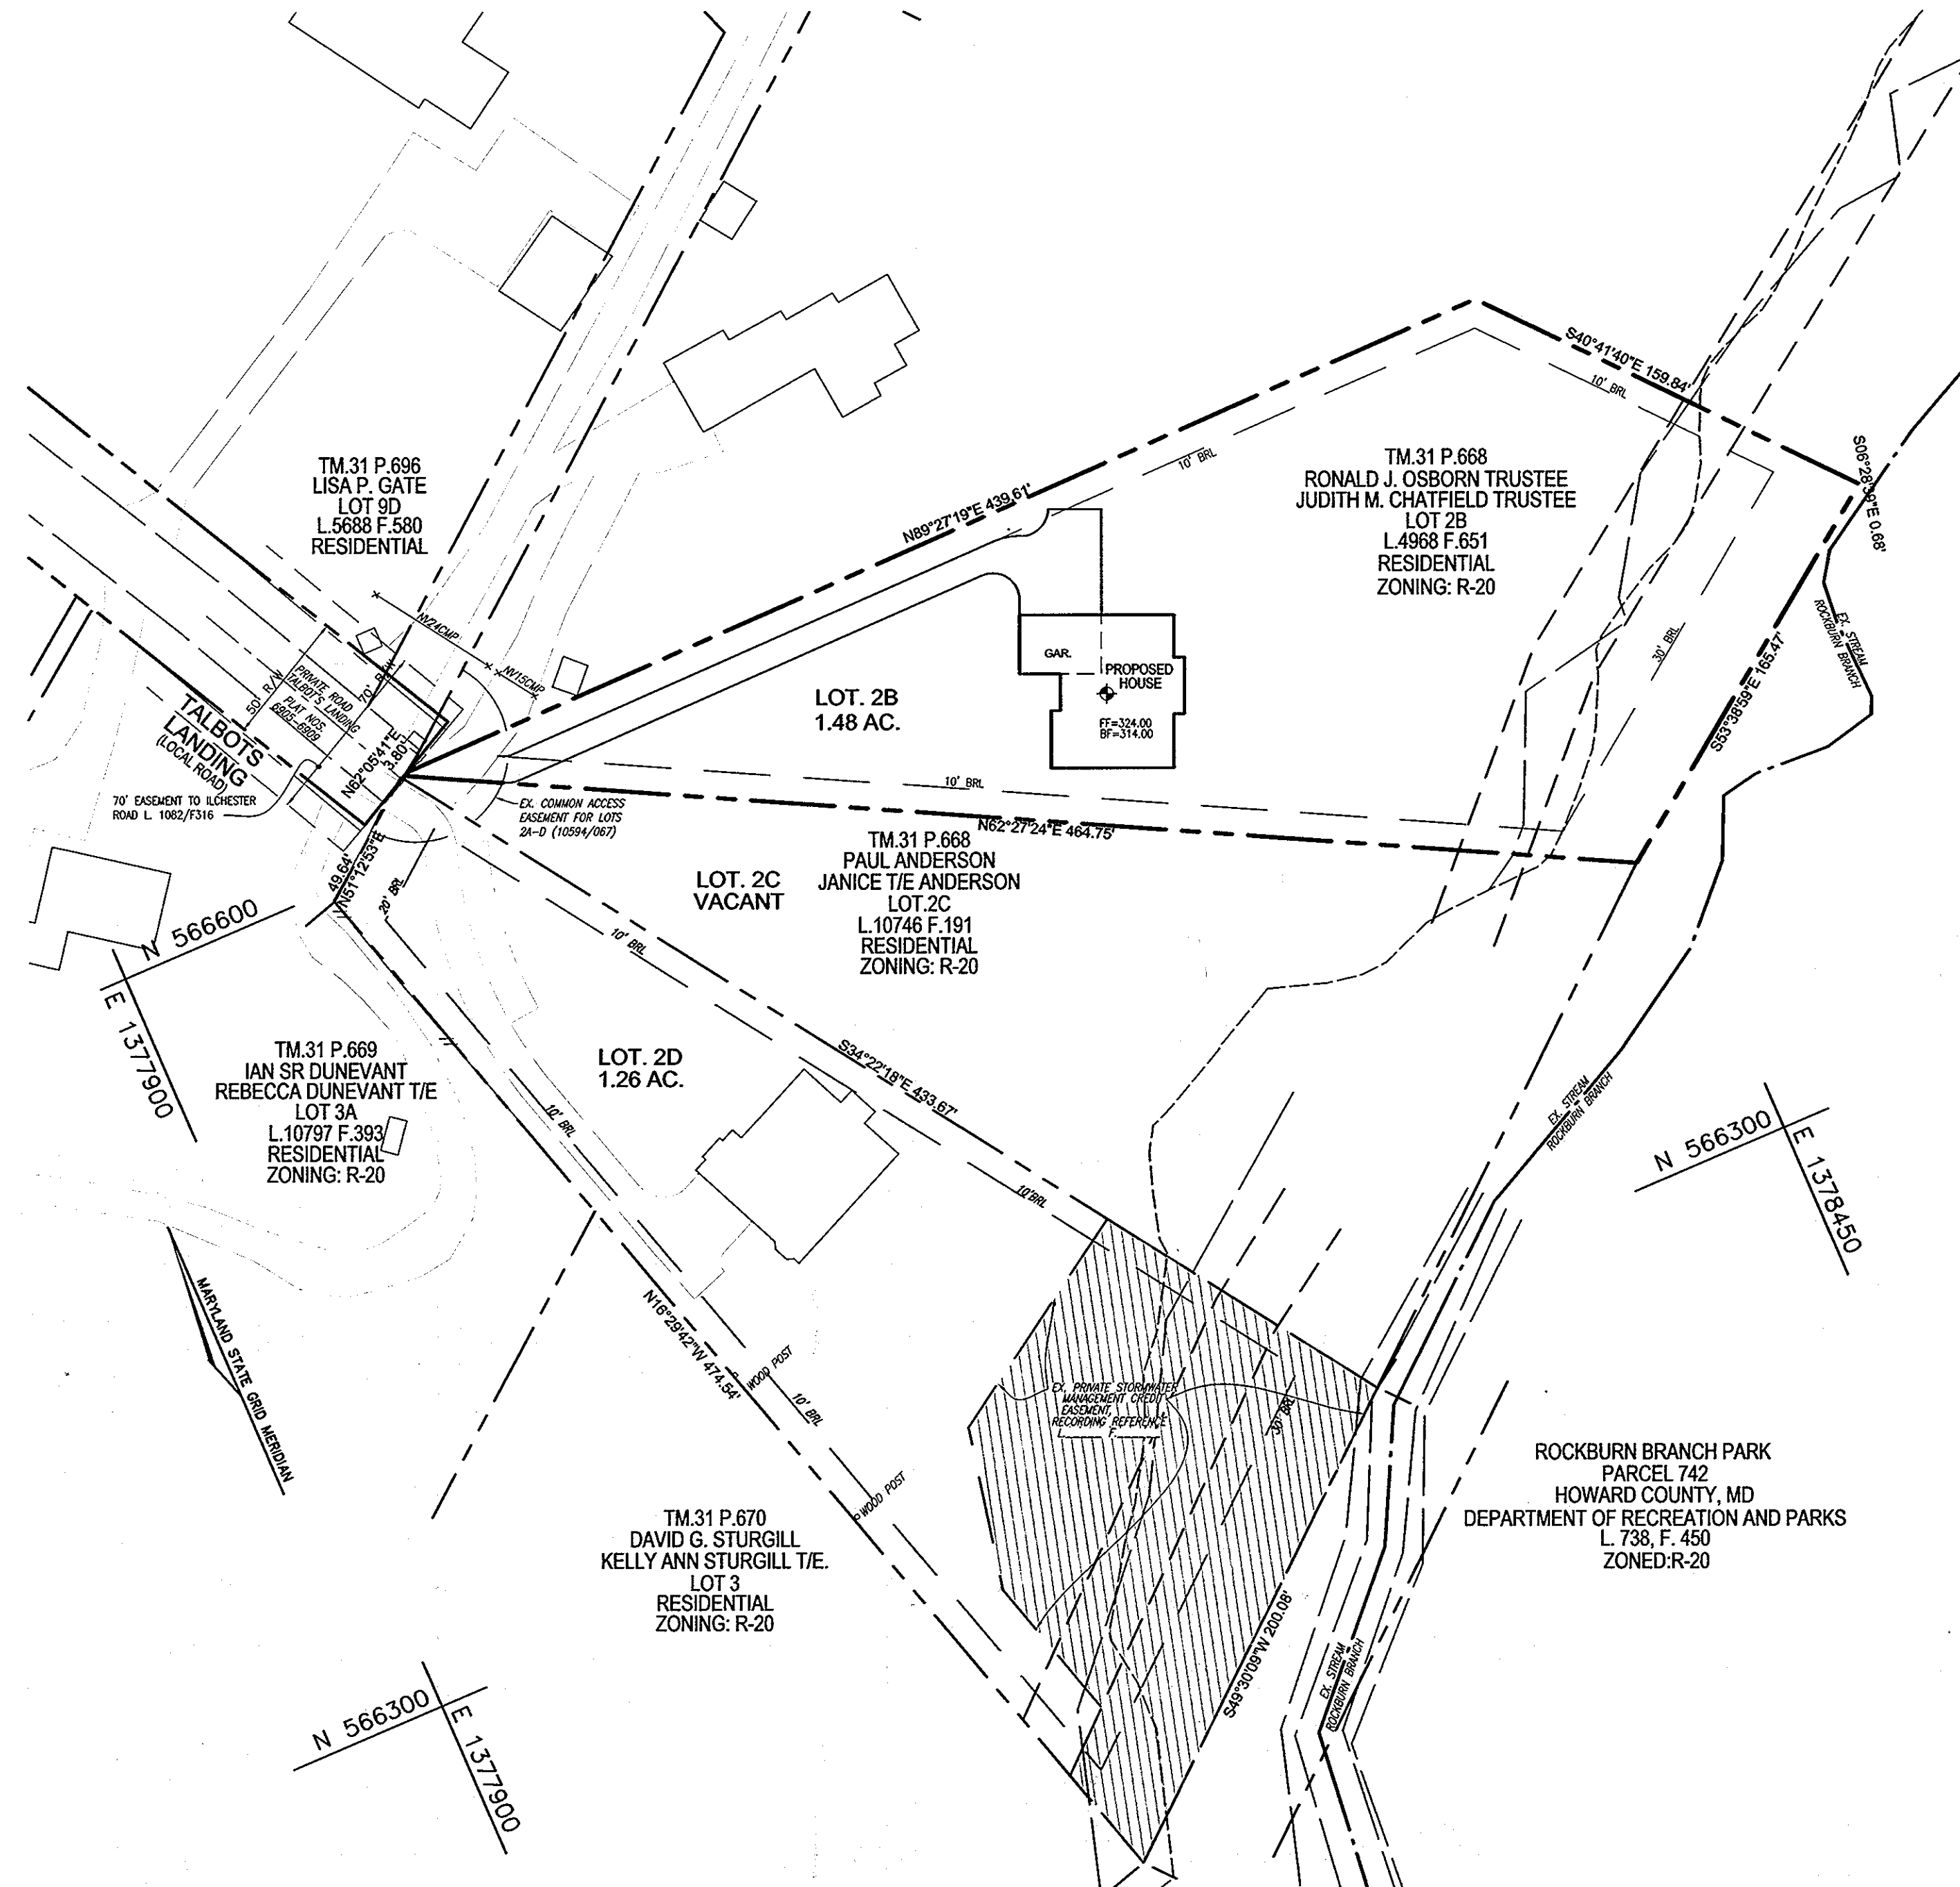 S40°41'40"E 159.84'
10' BRL
S06°28'39"E 0.68'
TM.31 P.696
LISA P. GATE
LOT 9D
L.5688 F.580
RESIDENTIAL
10' BRL
N89°27'19"E 439.61'
TM.31 P.668
RONALD J. OSBORN TRUSTEE
JUDITH M. CHATFIELD TRUSTEE
LOT 2B
L.4968 F.651
RESIDENTIAL
ZONING: R-20
EX. STREAM
ROCKBURN BRANCH
30' BRL
S53°38'59"E 165.47'
NV24CMP
NV15CMP
GAR.
PROPOSED
HOUSE
FF=324.00
BF=314.00
LOT. 2B
1.48 AC.
50' R/W
70' R/W
PRIVATE ROAD
TALBOT'S LANDING
PLAT NOS.
6905-6909
TALBOTS
LANDING
(LOCAL ROAD)
N62°05'41"E
3.80'
70' EASEMENT TO ILCHESTER
ROAD L. 1082/F316
EX. COMMON ACCESS
EASEMENT FOR LOTS
2A-D (10594/067)
10' BRL
N62°27'24"E 464.75'
49.64'
N51°12'53"E
20' BRL
LOT. 2C
VACANT
TM.31 P.668
PAUL ANDERSON
JANICE T/E ANDERSON
LOT.2C
L.10746 F.191
RESIDENTIAL
ZONING: R-20
N 566600
E 1377900
10' BRL
TM.31 P.669
IAN SR DUNEVANT
REBECCA DUNEVANT T/E
LOT 3A
L.10797 F.393
RESIDENTIAL
ZONING: R-20
LOT. 2D
1.26 AC.
10' BRL
S34°22'18"E 433.67'
10'BRL
EX. STREAM
ROCKBURN BRANCH
N 566300
E 1378450
MARYLAND STATE GRID MERIDIAN
N16°29'42"W 474.54'
WOOD POST
10' BRL
WOOD POST
EX. PRIVATE STORMWATER
MANAGEMENT CREDIT
EASEMENT,
RECORDING REFERENCE
L F.
30' BRL
ROCKBURN BRANCH PARK
PARCEL 742
HOWARD COUNTY, MD
DEPARTMENT OF RECREATION AND PARKS
L. 738, F. 450
ZONED:R-20
TM.31 P.670
DAVID G. STURGILL
KELLY ANN STURGILL T/E.
LOT 3
RESIDENTIAL
ZONING: R-20
S49°30'09"W 200.08'
EX. STREAM
ROCKBURN BRANCH
N 566300
E 1377900